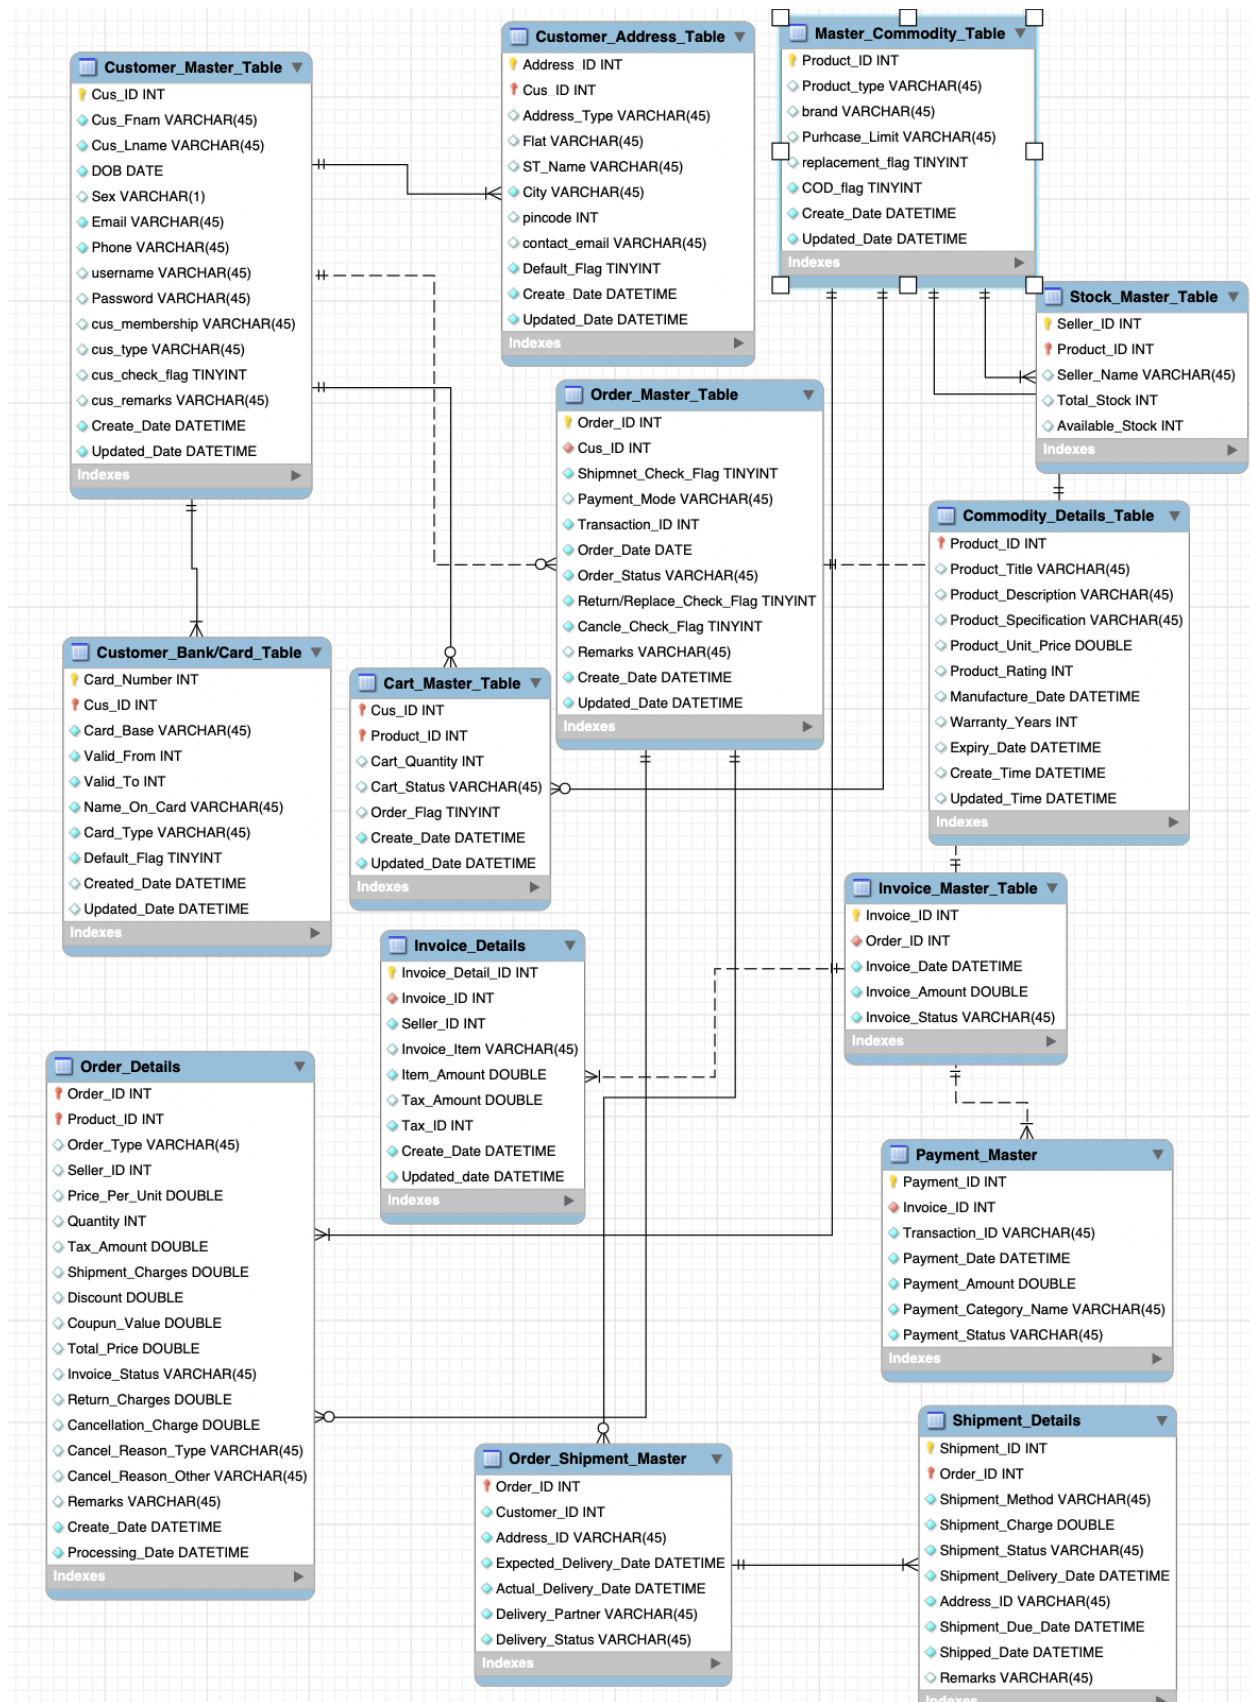 Customer_Master_Table
Cus_ID INT
Cus_Fnam VARCHAR(45)
Cus_Lname VARCHAR(45)
DOB DATE
Sex VARCHAR(1)
Email VARCHAR(45)
Phone VARCHAR(45)
username VARCHAR(45)
Password VARCHAR(45)
cus_membership VARCHAR(45)
cus_type VARCHAR(45)
cus_check_flag TINYINT
cus_remarks VARCHAR(45)
Create_Date DATETIME
Updated_Date DATETIME
Indexes
Customer_Address_Table
Address_ID INT
Cus_ID INT
Address_Type VARCHAR(45)
Flat VARCHAR(45)
ST_Name VARCHAR(45)
City VARCHAR(45)
pincode INT
contact_email VARCHAR(45)
Default_Flag TINYINT
Create_Date DATETIME
Updated_Date DATETIME
Indexes
Master_Commodity_Table
Product_ID INT
Product_type VARCHAR(45)
brand VARCHAR(45)
Purhcase_Limit VARCHAR(45)
replacement_flag TINYINT
COD_flag TINYINT
Create_Date DATETIME
Updated_Date DATETIME
Indexes
Stock_Master_Table
Seller_ID INT
Product_ID INT
Seller_Name VARCHAR(45)
Total_Stock INT
Available_Stock INT
Indexes
Order_Master_Table
Order_ID INT
Cus_ID INT
Shipmnet_Check_Flag TINYINT
Payment_Mode VARCHAR(45)
Transaction_ID INT
Order_Date DATE
Order_Status VARCHAR(45)
Return/Replace_Check_Flag TINYINT
Cancle_Check_Flag TINYINT
Remarks VARCHAR(45)
Create_Date DATETIME
Updated_Date DATETIME
Indexes
Commodity_Details_Table
Product_ID INT
Product_Title VARCHAR(45)
Product_Description VARCHAR(45)
Product_Specification VARCHAR(45)
Product_Unit_Price DOUBLE
Product_Rating INT
Manufacture_Date DATETIME
Warranty_Years INT
Expiry_Date DATETIME
Create_Time DATETIME
Updated_Time DATETIME
Indexes
Customer_Bank/Card_Table
Card_Number INT
Cus_ID INT
Card_Base VARCHAR(45)
Valid_From INT
Valid_To INT
Name_On_Card VARCHAR(45)
Card_Type VARCHAR(45)
Default_Flag TINYINT
Created_Date DATETIME
Updated_Date DATETIME
Indexes
Cart_Master_Table
Cus_ID INT
Product_ID INT
Cart_Quantity INT
Cart_Status VARCHAR(45)
Order_Flag TINYINT
Create_Date DATETIME
Updated_Date DATETIME
Indexes
Invoice_Master_Table
Invoice_ID INT
Order_ID INT
Invoice_Date DATETIME
Invoice_Amount DOUBLE
Invoice_Status VARCHAR(45)
Indexes
Invoice_Details
Invoice_Detail_ID INT
Invoice_ID INT
Seller_ID INT
Invoice_Item VARCHAR(45)
Item_Amount DOUBLE
Tax_Amount DOUBLE
Tax_ID INT
Create_Date DATETIME
Updated_date DATETIME
Indexes
Order_Details
Order_ID INT
Product_ID INT
Order_Type VARCHAR(45)
Seller_ID INT
Price_Per_Unit DOUBLE
Quantity INT
Tax_Amount DOUBLE
Shipment_Charges DOUBLE
Discount DOUBLE
Coupun_Value DOUBLE
Total_Price DOUBLE
Invoice_Status VARCHAR(45)
Return_Charges DOUBLE
Cancellation_Charge DOUBLE
Cancel_Reason_Type VARCHAR(45)
Cancel_Reason_Other VARCHAR(45)
Remarks VARCHAR(45)
Create_Date DATETIME
Processing_Date DATETIME
Indexes
Payment_Master
Payment_ID INT
Invoice_ID INT
Transaction_ID VARCHAR(45)
Payment_Date DATETIME
Payment_Amount DOUBLE
Payment_Category_Name VARCHAR(45)
Payment_Status VARCHAR(45)
Indexes
Order_Shipment_Master
Order_ID INT
Customer_ID INT
Address_ID VARCHAR(45)
Expected_Delivery_Date DATETIME
Actual_Delivery_Date DATETIME
Delivery_Partner VARCHAR(45)
Delivery_Status VARCHAR(45)
Indexes
Shipment_Details
Shipment_ID INT
Order_ID INT
Shipment_Method VARCHAR(45)
Shipment_Charge DOUBLE
Shipment_Status VARCHAR(45)
Shipment_Delivery_Date DATETIME
Address_ID VARCHAR(45)
Shipment_Due_Date DATETIME
Shipped_Date DATETIME
Remarks VARCHAR(45)
Indexes